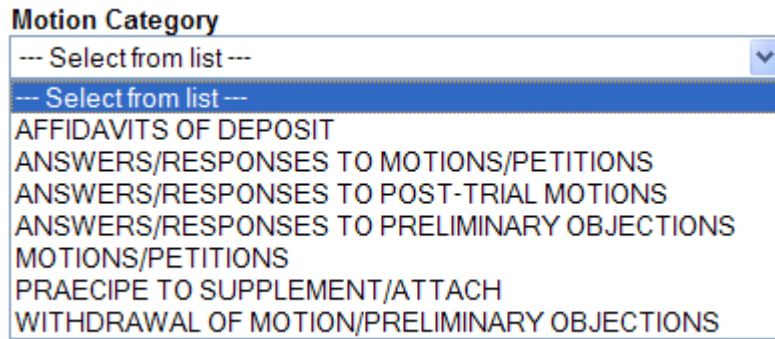 Motion Category
--- Select from list ---
--- Select from list ---
AFFIDAVITS OF DEPOSIT
ANSWERS/RESPONSES TO MOTIONS/PETITIONS
ANSWERS/RESPONSES TO POST-TRIAL MOTIONS
ANSWERS/RESPONSES TO PRELIMINARY OBJECTIONS
MOTIONS/PETITIONS
PRAECIPE TO SUPPLEMENT/ATTACH
WITHDRAWAL OF MOTION/PRELIMINARY OBJECTIONS